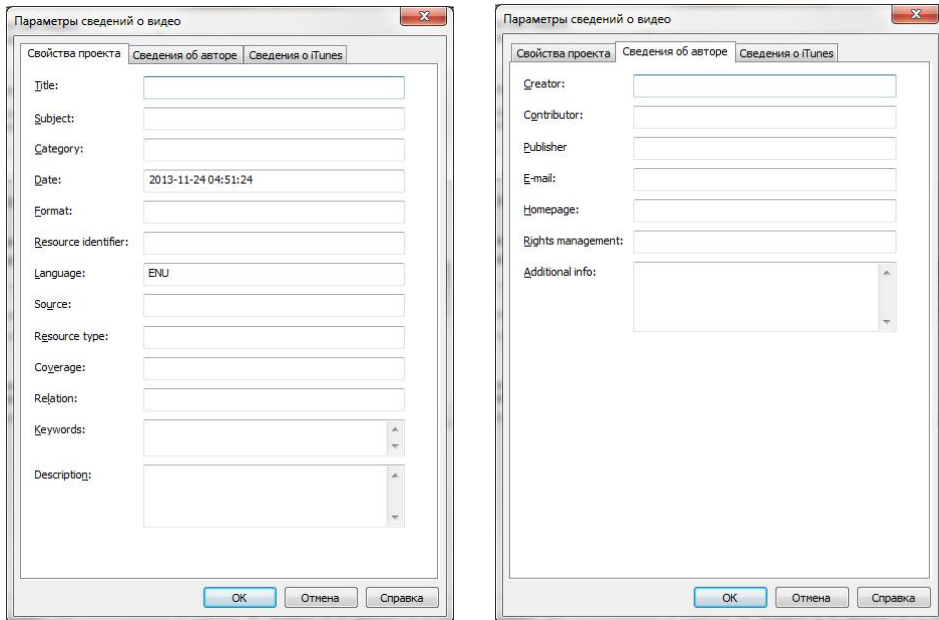 Параметры сведений о видео
Свойства проекта Сведения об авторе Сведения о iTunes
Title:
Subject:
Category:
Date: 2013-11-24 04:51:24
Format:
Resource identifier:
Language: ENU
Source:
Resource type:
Coverage:
Relation:
Keywords:
Description:
OK Отмена Справка
Параметры сведений о видео
Свойства проекта Сведения об авторе Сведения о iTunes
Creator:
Contributor:
Publisher
E-mail:
Homepage:
Rights management:
Additional info:
OK Отмена Справка